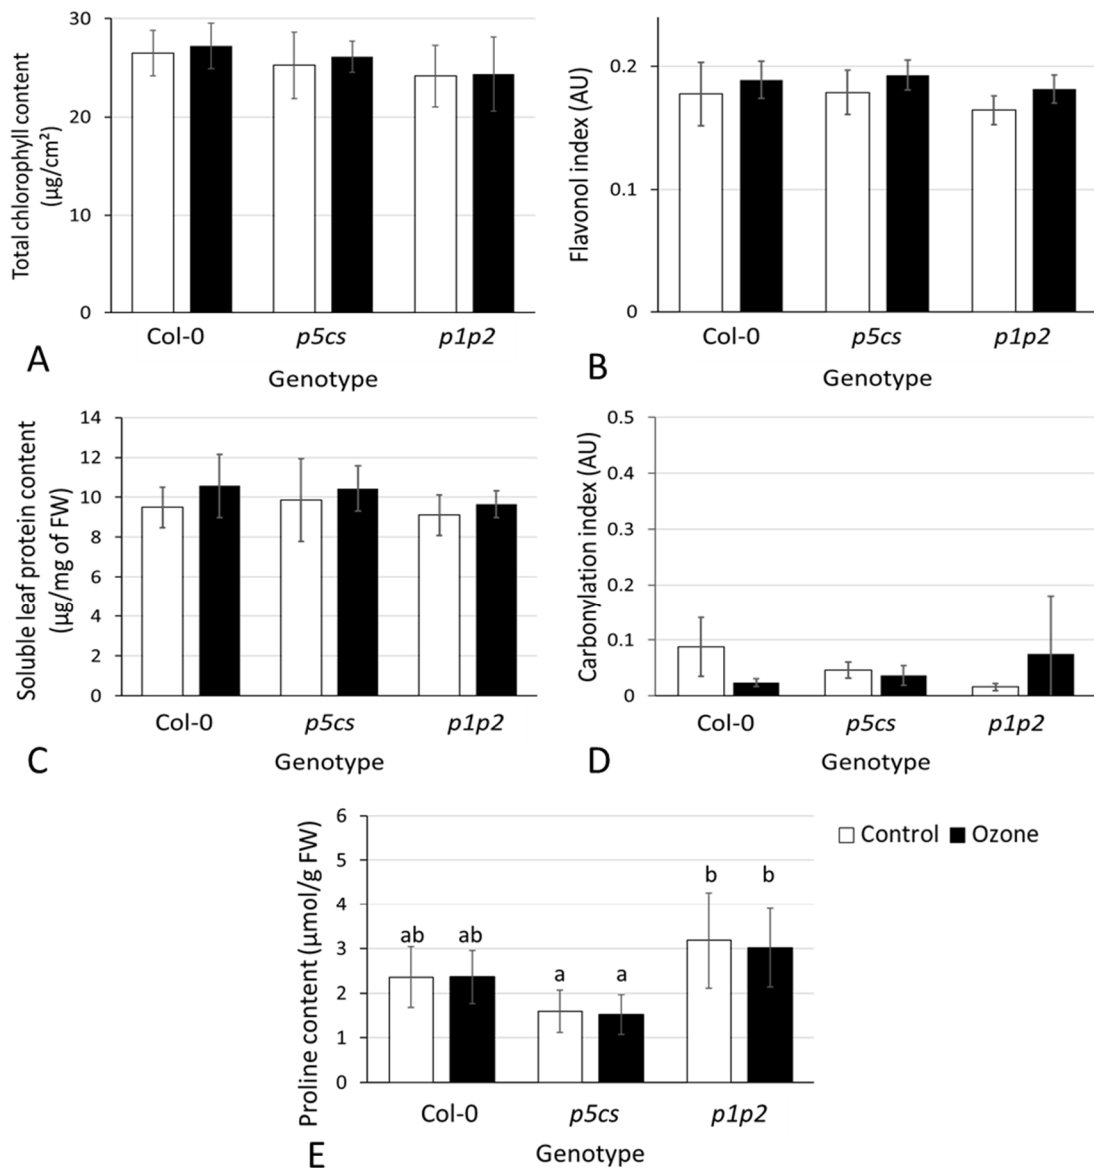 Total chlorophyll content
(µg/cm²)
30
20
10
0
Col-0 p5cs p1p2
Genotype
A
Flavonol index (AU)
0.2
0.1
0
Col-0 p5cs p1p2
Genotype
B
Soluble leaf protein content
(µg/mg of FW)
14
12
10
8
6
4
2
0
Col-0 p5cs p1p2
Genotype
C
Carbonylation index (AU)
0.5
0.4
0.3
0.2
0.1
0
Col-0 p5cs p1p2
Genotype
D
Proline content (µmol/g FW)
6
5
4
3
2
1
0
ab ab a a b b
Col-0 p5cs p1p2
Genotype
E
Control Ozone